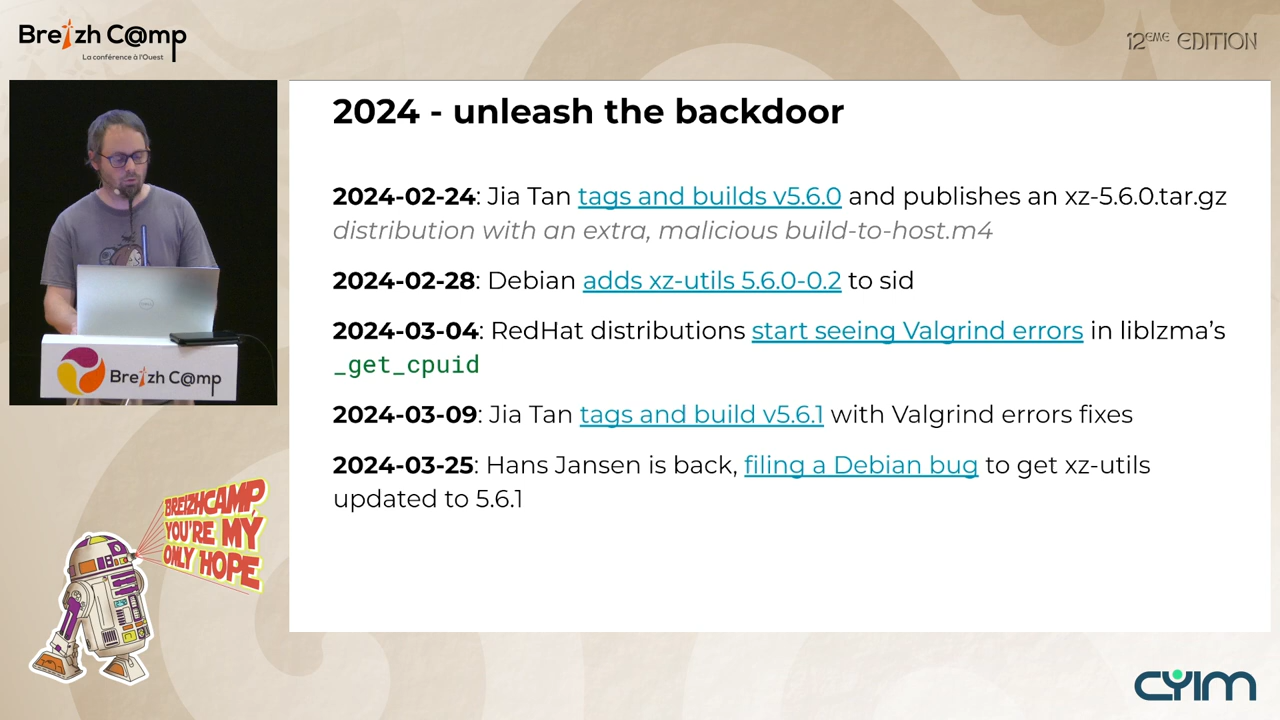 Breizh C@mp
La conférence à l'Ouest
12ÈME EDITION
2024 - unleash the backdoor
2024-02-24: Jia Tan tags and builds v5.6.0 and publishes an xz-5.6.0.tar.gz
distribution with an extra, malicious build-to-host.m4
2024-02-28: Debian adds xz-utils 5.6.0-0.2 to sid
2024-03-04: RedHat distributions start seeing Valgrind errors in liblzma’s
_get_cpuid
2024-03-09: Jia Tan tags and build v5.6.1 with Valgrind errors fixes
2024-03-25: Hans Jansen is back, filing a Debian bug to get xz-utils
updated to 5.6.1
DELL
Breizh C@mp
BREIZHCAMP
YOU'RE MY
ONLY HOPE
CYIM